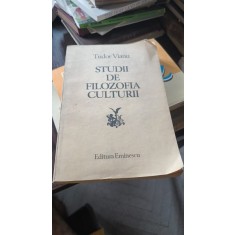 Tudor Vianu
STUDII
DE
FILOZOFIA
CULTURII
Editura Eminescu